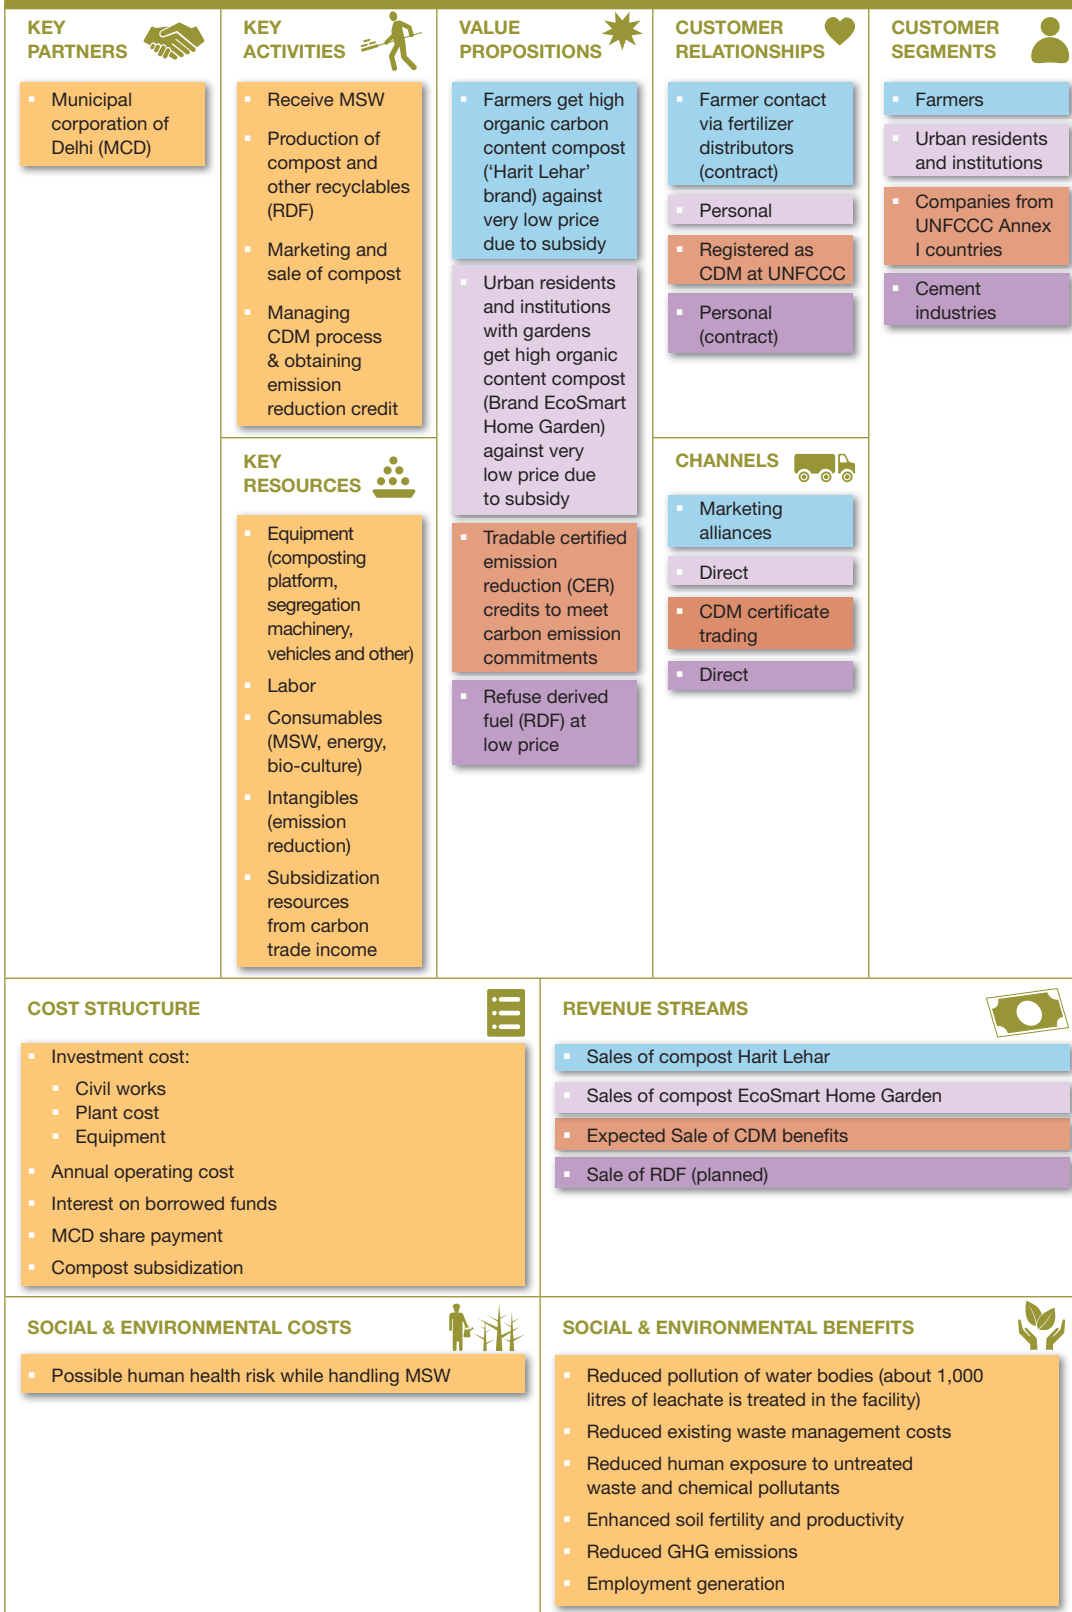 KEY
PARTNERS
Municipal
corporation of
Delhi (MCD)
KEY
ACTIVITIES
Receive MSW
Production of
compost and
other recyclables
(RDF)
Marketing and
sale of compost
Managing
CDM process
& obtaining
emission
reduction credit
KEY
RESOURCES
Equipment
(composting
platform,
segregation
machinery,
vehicles and other)
Labor
Consumables
(MSW, energy,
bio-culture)
Intangibles
(emission
reduction)
Subsidization
resources
from carbon
trade income
VALUE
PROPOSITIONS
Farmers get high
organic carbon
content compost
('Harit Lehar'
brand) against
very low price
due to subsidy
Urban residents
and institutions
with gardens
get high organic
content compost
(Brand EcoSmart
Home Garden)
against very
low price due
to subsidy
Tradable certified
emission
reduction (CER)
credits to meet
carbon emission
commitments
Refuse derived
fuel (RDF) at
low price
CUSTOMER
RELATIONSHIPS
Farmer contact
via fertilizer
distributors
(contract)
Personal
Registered as
CDM at UNFCCC
Personal
(contract)
CHANNELS
Marketing
alliances
Direct
CDM certificate
trading
Direct
CUSTOMER
SEGMENTS
Farmers
Urban residents
and institutions
Companies from
UNFCCC Annex
I countries
Cement
industries
COST STRUCTURE
Investment cost:
Civil works
Plant cost
Equipment
Annual operating cost
Interest on borrowed funds
MCD share payment
Compost subsidization
REVENUE STREAMS
Sales of compost Harit Lehar
Sales of compost EcoSmart Home Garden
Expected Sale of CDM benefits
Sale of RDF (planned)
SOCIAL & ENVIRONMENTAL COSTS
Possible human health risk while handling MSW
SOCIAL & ENVIRONMENTAL BENEFITS
Reduced pollution of water bodies (about 1,000
litres of leachate is treated in the facility)
Reduced existing waste management costs
Reduced human exposure to untreated
waste and chemical pollutants
Enhanced soil fertility and productivity
Reduced GHG emissions
Employment generation